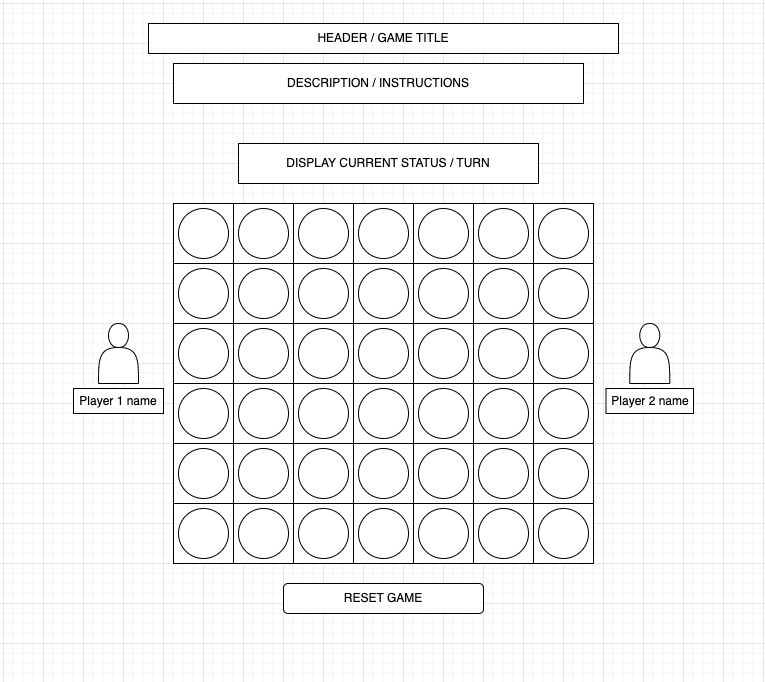 HEADER / GAME TITLE
DESCRIPTION / INSTRUCTIONS
DISPLAY CURRENT STATUS / TURN
Player 1 name
Player 2 name
RESET GAME